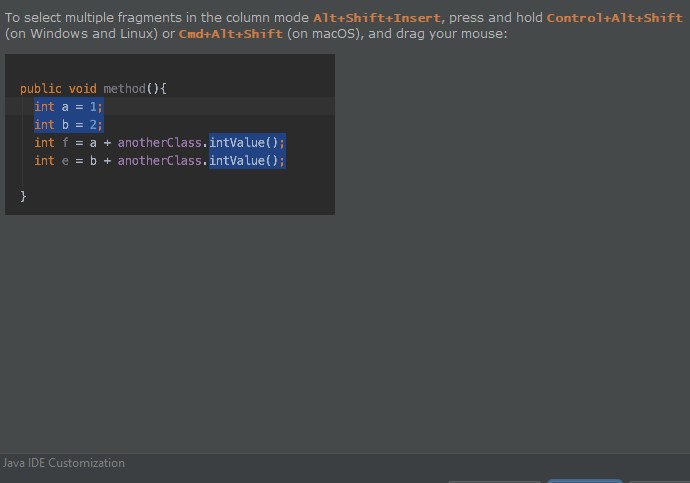 To select multiple fragments in the column mode Alt+Shift+Insert, press and hold Control+Alt+Shift
(on Windows and Linux) or Cmd+Alt+Shift (on macOS), and drag your mouse:
public void method(){
int a = 1;
int b = 2;
int f = a + anotherClass.intValue();
int e = b + anotherClass.intValue();
}
Java IDE Customization